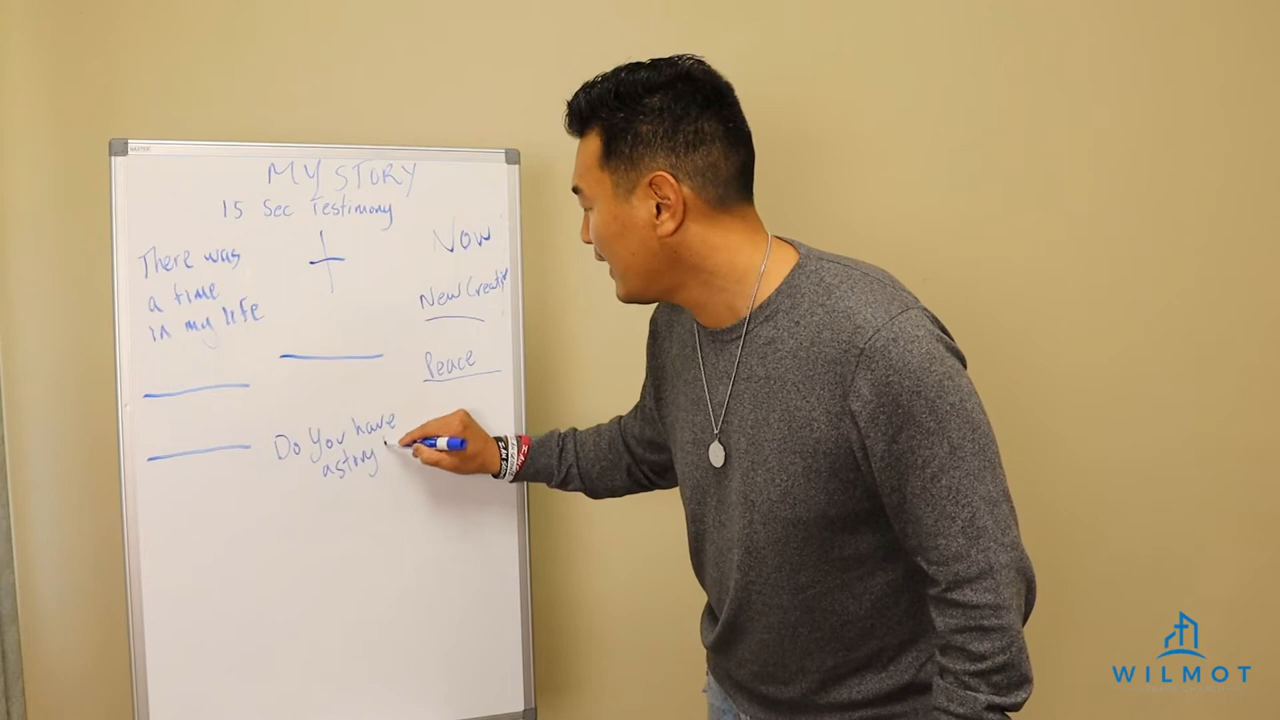 MY STORY
15 Sec Testimony
There was
a time
in my life
Now
New Creati
Peace
Do You have
a story
WILMOT